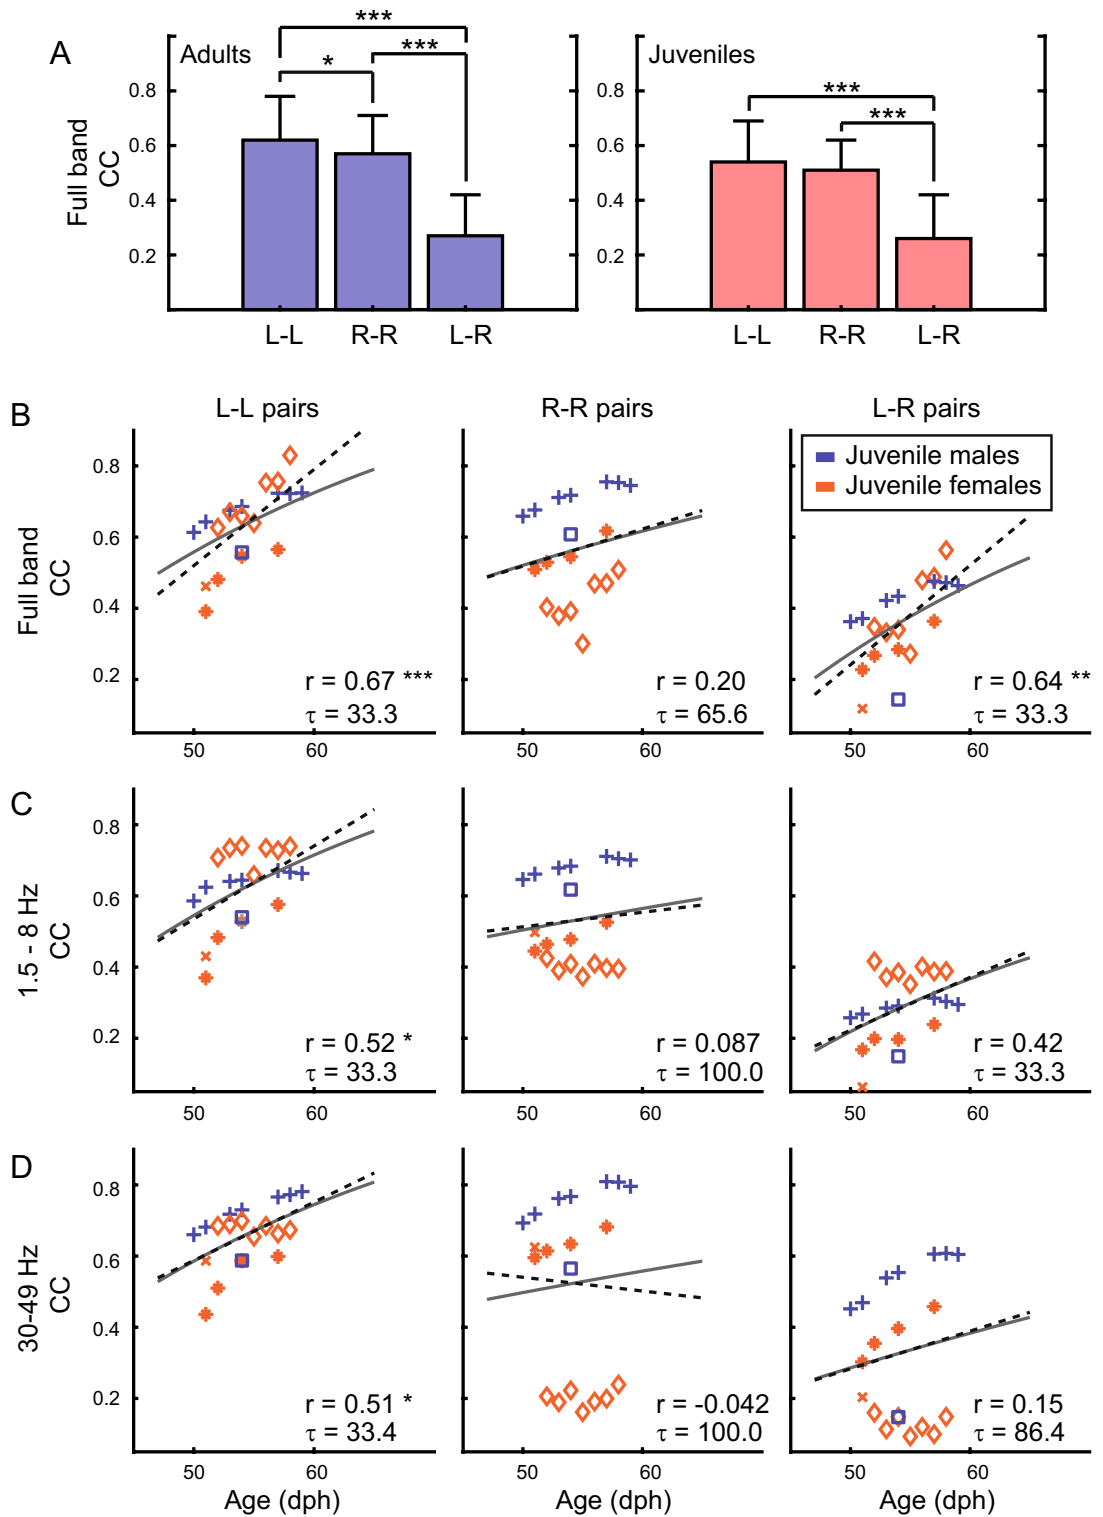 A
Adults
Juveniles
***
***
*
***
***
Full band
CC
0.8
0.6
0.4
0.2
0.8
0.6
0.4
0.2
L-L
R-R
L-R
L-L
R-R
L-R
B
L-L pairs
R-R pairs
L-R pairs
Juvenile males
Juvenile females
Full band
CC
0.8
0.6
0.4
0.2
r = 0.67 ***
τ = 33.3
r = 0.20
τ = 65.6
r = 0.64 **
τ = 33.3
50
60
50
60
50
60
C
1.5 - 8 Hz
CC
0.8
0.6
0.4
0.2
r = 0.52 *
τ = 33.3
r = 0.087
τ = 100.0
r = 0.42
τ = 33.3
50
60
50
60
50
60
D
30-49 Hz
CC
0.8
0.6
0.4
0.2
r = 0.51 *
τ = 33.4
r = -0.042
τ = 100.0
r = 0.15
τ = 86.4
50
60
50
60
50
60
Age (dph)
Age (dph)
Age (dph)